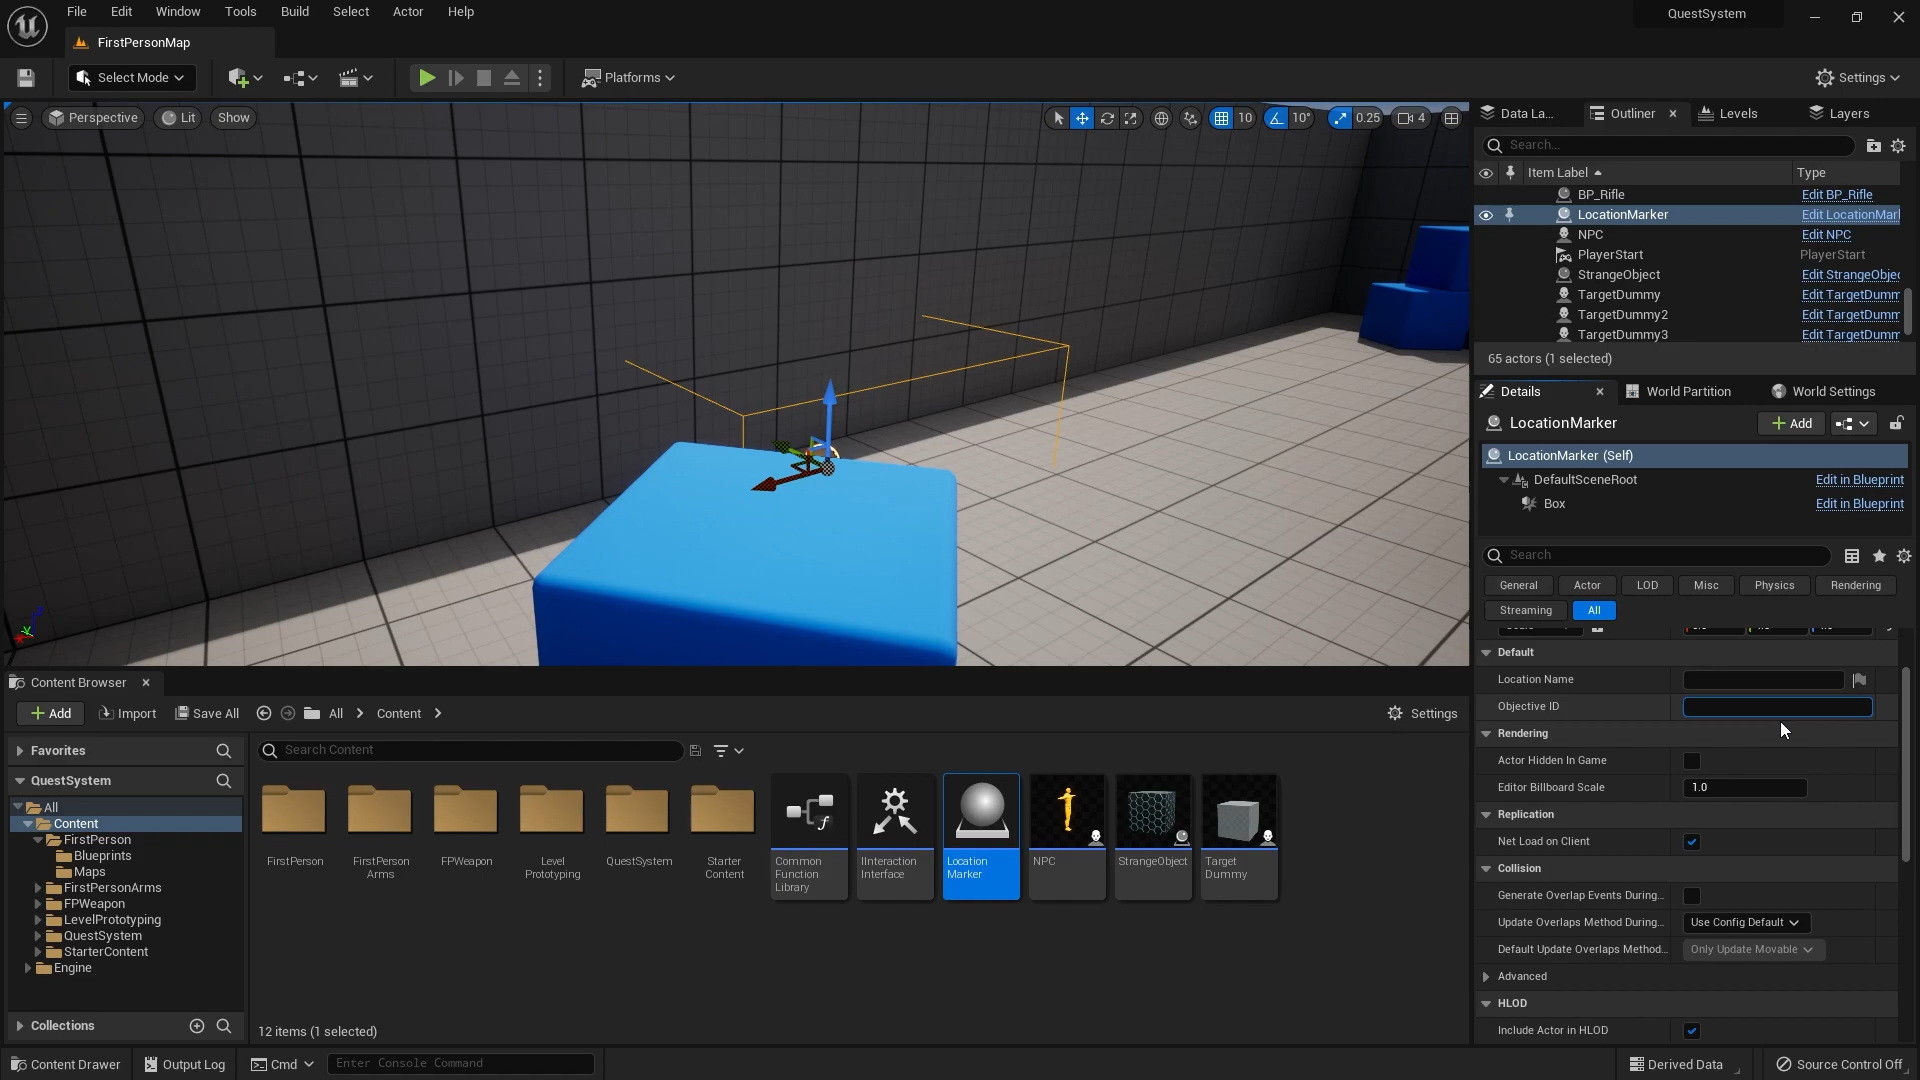 File Edit Window Tools Build Select Actor Help
QuestSystem
FirstPersonMap
Select Mode
Platforms
Settings
Perspective
Lit
Show
10
10°
0.25
4
Data La...
Outliner
Levels
Layers
Search...
Item Label
Type
BP_Rifle Edit BP_Rifle
LocationMarker Edit LocationMar
NPC Edit NPC
PlayerStart PlayerStart
StrangeObject Edit StrangeObjec
TargetDummy Edit TargetDumm
TargetDummy2 Edit TargetDumm
TargetDummy3 Edit TargetDumm
65 actors (1 selected)
Details
World Partition
World Settings
LocationMarker
Add
LocationMarker (Self)
DefaultSceneRoot Edit in Blueprint
Box Edit in Blueprint
Search
General Actor LOD Misc Physics Rendering
Streaming All
Default
Location Name
Objective ID
Rendering
Actor Hidden In Game
Editor Billboard Scale 1.0
Replication
Net Load on Client
Collision
Generate Overlap Events During...
Update Overlaps Method During... Use Config Default
Default Update Overlaps Method... Only Update Movable
Advanced
HLOD
Include Actor in HLOD
Content Browser
Add
Import
Save All
All
Content
Settings
Favorites
QuestSystem
All
Content
FirstPerson
Blueprints
Maps
FirstPersonArms
FPWeapon
LevelPrototyping
QuestSystem
StarterContent
Engine
Collections
Search Content
FirstPerson
FirstPerson
Arms
FPWeapon
Level
Prototyping
QuestSystem
Starter
Content
Common
Function
Library
IInteraction
Interface
Location
Marker
NPC
StrangeObject
Target
Dummy
12 items (1 selected)
Content Drawer
Output Log
Cmd
Enter Console Command
Derived Data
Source Control Off